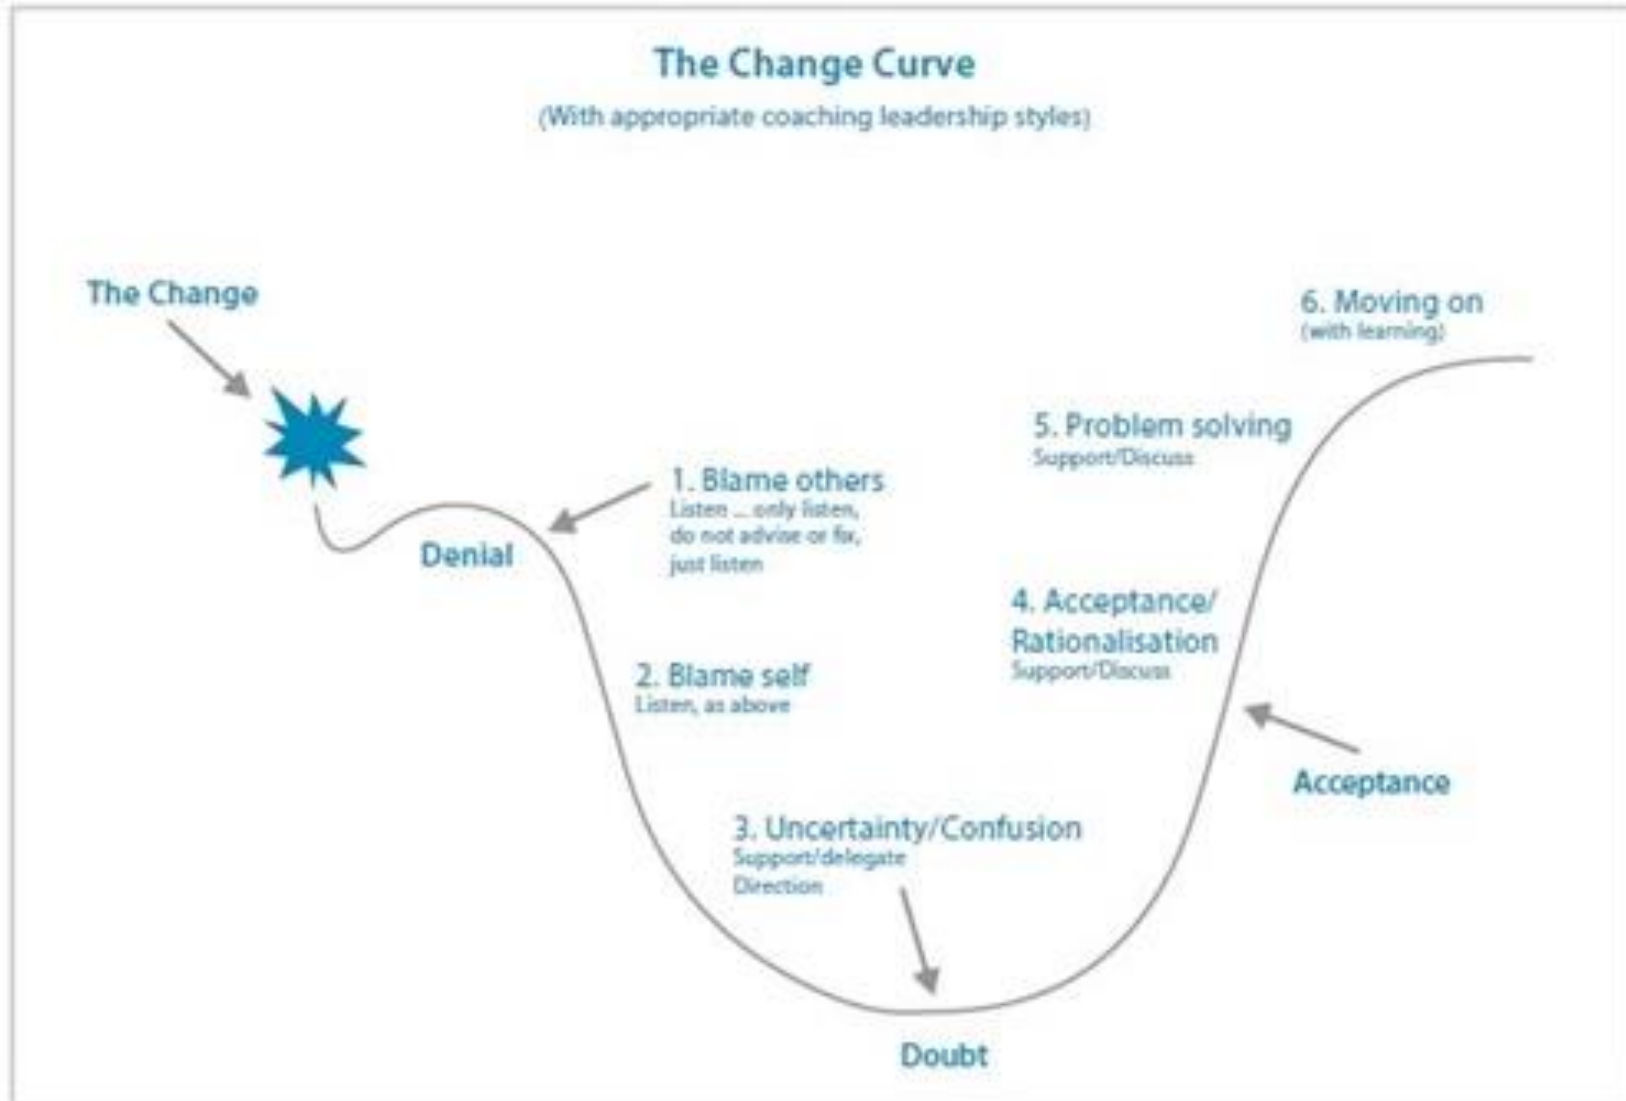 The Change Curve
(With appropriate coaching leadership styles)
The Change
Denial
1. Blame others
Listen ... only listen,
do not advise or fix,
just listen
2. Blame self
Listen, as above
3. Uncertainty/Confusion
Support/delegate
Direction
Doubt
4. Acceptance/
Rationalisation
Support/Discuss
Acceptance
5. Problem solving
Support/Discuss
6. Moving on
(with learning)